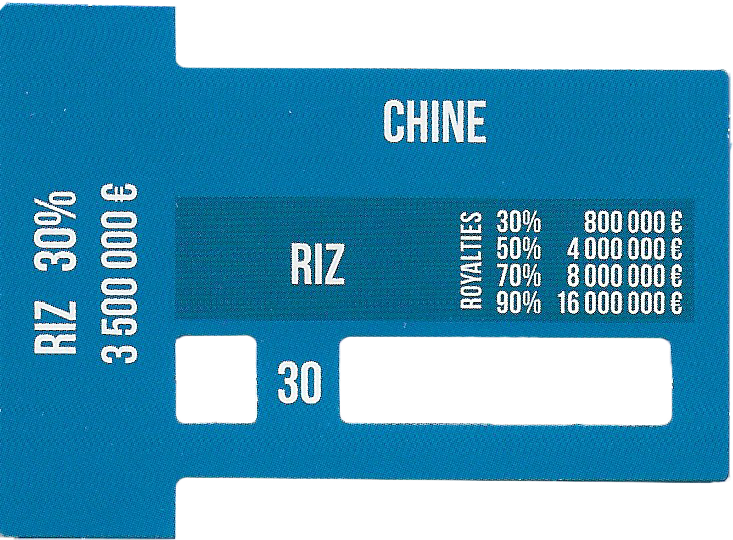 RIZ 30%
3 500 000 €
CHINE
RIZ
ROYALTIES
30% 800 000 €
50% 4 000 000 €
70% 8 000 000 €
90% 16 000 000 €
30